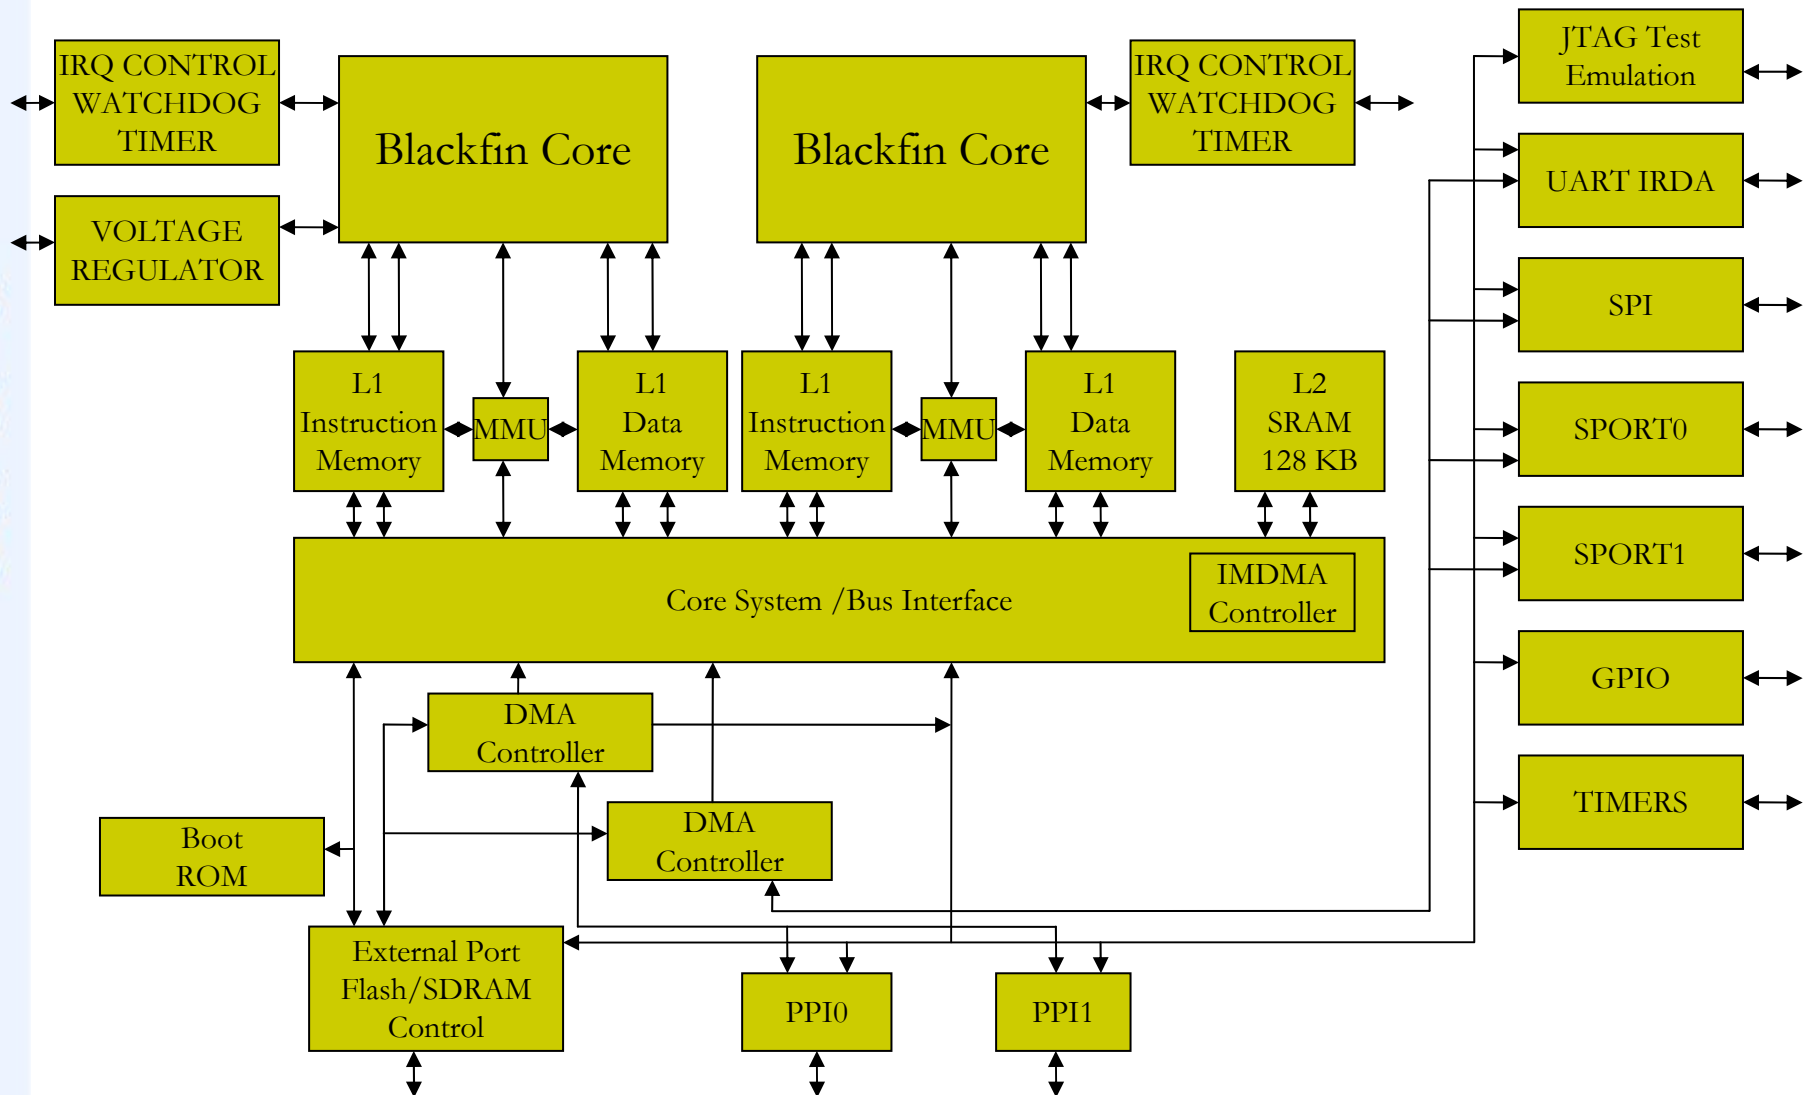 IRQ CONTROL
WATCHDOG
TIMER
Blackfin Core
Blackfin Core
IRQ CONTROL
WATCHDOG
TIMER
JTAG Test
Emulation
VOLTAGE
REGULATOR
UART IRDA
SPI
L1
Instruction
Memory
MMU
L1
Data
Memory
L1
Instruction
Memory
MMU
L1
Data
Memory
L2
SRAM
128 KB
SPORT0
SPORT1
Core System /Bus Interface
IMDMA
Controller
GPIO
DMA
Controller
TIMERS
DMA
Controller
Boot
ROM
External Port
Flash/SDRAM
Control
PPI0
PPI1